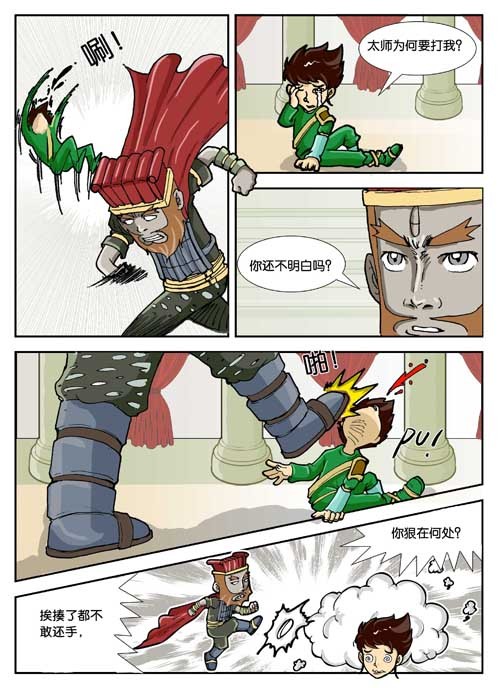 唰！
太师为何要打我？
你还不明白吗？
啪！
PU!
你狠在何处？
挨揍了都不
敢还手，